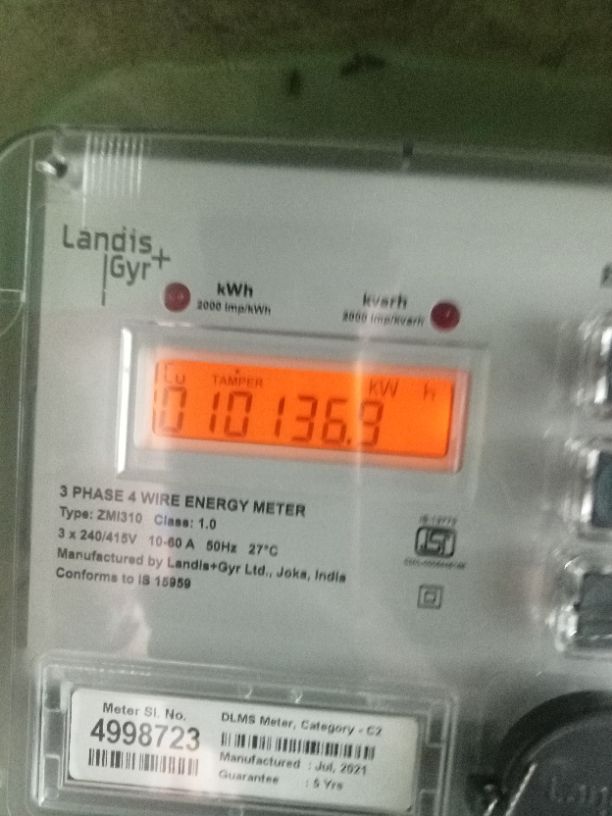 Landis
Gyr+
kWh
2000 imp/kWh
kvarh
2000 imp/kvarh
TAMPER
kW h
010136.9
3 PHASE 4 WIRE ENERGY METER
Type: ZMI310 Class: 1.0
3 x 240/415V 10-60 A 50Hz 27°C
Manufactured by Landis+Gyr Ltd., Joka, India
Conforms to IS 15959
Meter Sl. No.
4998723
DLMS Meter, Category - C2
Manufactured : Jul, 2021
Guarantee : 5 Yrs